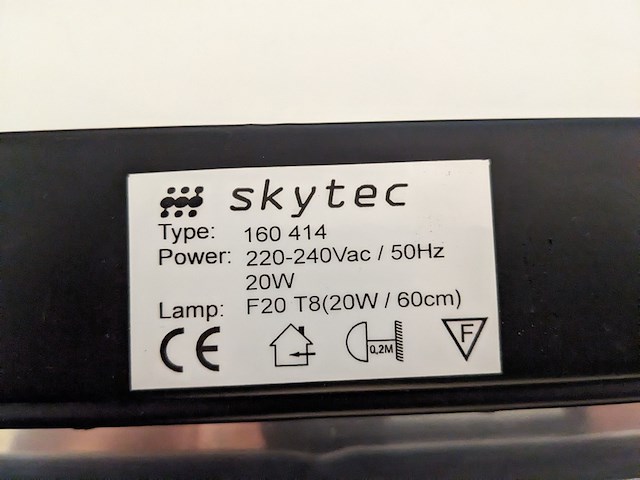 skytec
Type: 160 414
Power: 220-240Vac / 50Hz
20W
Lamp: F20 T8(20W / 60cm)
CE 0,2M F